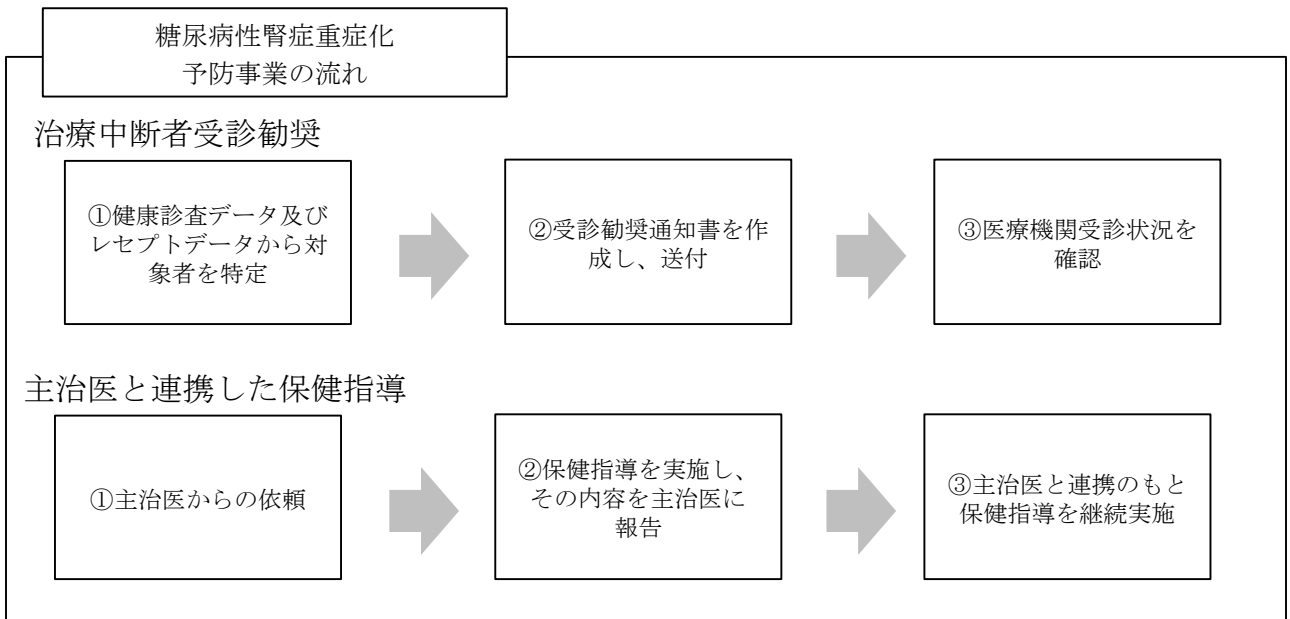 糖尿病性腎症重症化
予防事業の流れ
治療中断者受診勧奨
①健康診査データ及び
レセプトデータから対
象者を特定
②受診勧奨通知書を作
成し、送付
③医療機関受診状況を
確認
主治医と連携した保健指導
①主治医からの依頼
②保健指導を実施し、
その内容を主治医に
報告
③主治医と連携のもと
保健指導を継続実施